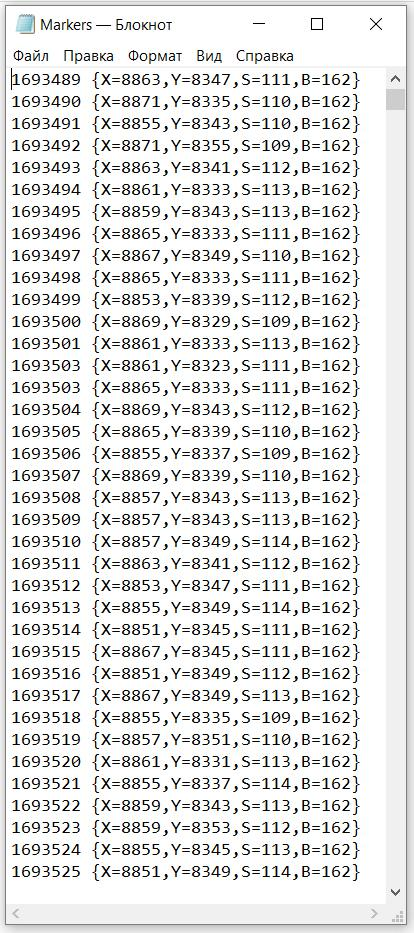 Markers — Блокнот
Файл Правка Формат Вид Справка
1693489 {X=8863,Y=8347,S=111,B=162}
1693490 {X=8871,Y=8335,S=110,B=162}
1693491 {X=8855,Y=8343,S=110,B=162}
1693492 {X=8871,Y=8355,S=109,B=162}
1693493 {X=8863,Y=8341,S=112,B=162}
1693494 {X=8861,Y=8333,S=113,B=162}
1693495 {X=8859,Y=8343,S=113,B=162}
1693496 {X=8865,Y=8333,S=111,B=162}
1693497 {X=8867,Y=8349,S=110,B=162}
1693498 {X=8865,Y=8333,S=111,B=162}
1693499 {X=8853,Y=8339,S=112,B=162}
1693500 {X=8869,Y=8329,S=109,B=162}
1693501 {X=8861,Y=8333,S=113,B=162}
1693503 {X=8861,Y=8323,S=111,B=162}
1693503 {X=8865,Y=8333,S=111,B=162}
1693504 {X=8869,Y=8343,S=112,B=162}
1693505 {X=8865,Y=8339,S=110,B=162}
1693506 {X=8855,Y=8337,S=109,B=162}
1693507 {X=8869,Y=8339,S=110,B=162}
1693508 {X=8857,Y=8343,S=113,B=162}
1693509 {X=8857,Y=8343,S=113,B=162}
1693510 {X=8857,Y=8349,S=114,B=162}
1693511 {X=8863,Y=8341,S=112,B=162}
1693512 {X=8853,Y=8347,S=111,B=162}
1693513 {X=8855,Y=8349,S=114,B=162}
1693514 {X=8851,Y=8345,S=111,B=162}
1693515 {X=8867,Y=8345,S=111,B=162}
1693516 {X=8851,Y=8349,S=112,B=162}
1693517 {X=8867,Y=8349,S=113,B=162}
1693518 {X=8855,Y=8335,S=109,B=162}
1693519 {X=8857,Y=8351,S=110,B=162}
1693520 {X=8861,Y=8331,S=113,B=162}
1693521 {X=8855,Y=8337,S=114,B=162}
1693522 {X=8859,Y=8343,S=113,B=162}
1693523 {X=8859,Y=8353,S=112,B=162}
1693524 {X=8855,Y=8345,S=113,B=162}
1693525 {X=8851,Y=8349,S=114,B=162}